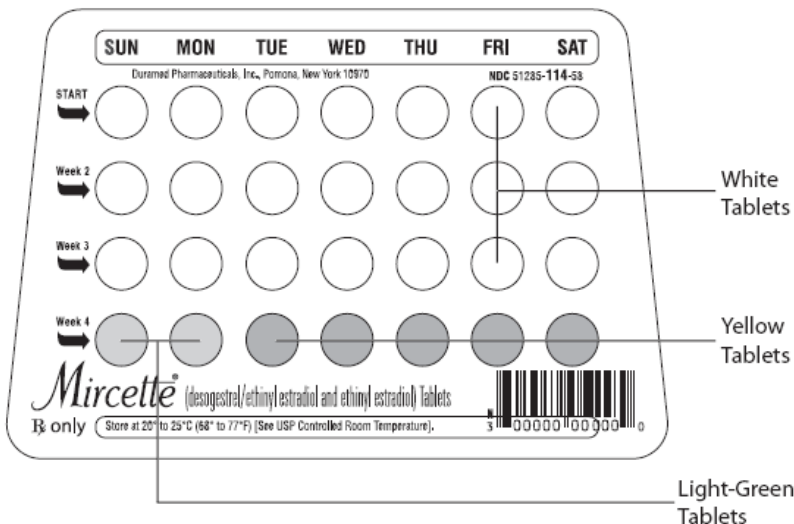 SUN MON TUE WED THU FRI SAT
Duramed Pharmaceuticals, Inc., Pomona, New York 10970 NDC 51285-114-58
START
Week 2
White
Tablets
Week 3
Week 4
Yellow
Tablets
Mircette® (desogestrel/ethinyl estradiol and ethinyl estradiol) Tablets
℞ only Store at 20° to 25°C (68° to 77°F) [See USP Controlled Room Temperature].
N
3 00000 00000 0
Light-Green
Tablets